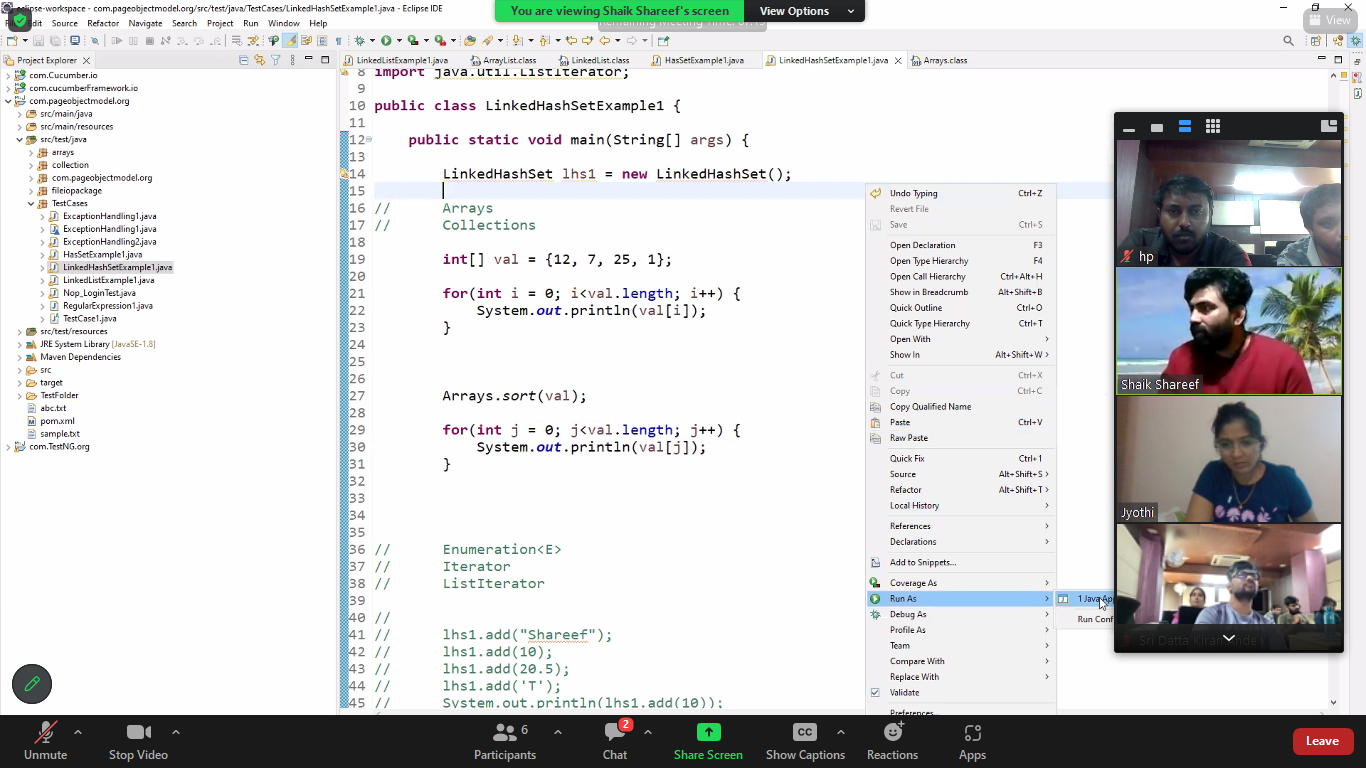 eclipse-workspace - com.pageobjectmodel.org/src/test/java/TestCases/LinkedHashSetExample1.java - Eclipse IDE
You are viewing Shaik Shareef's screen
View Options
View
Edit Source Refactor Navigate Search Project Run Window Help
Project Explorer
com.Cucumber.io
com.cucumberFramework.io
com.pageobjectmodel.org
src/main/java
src/main/resources
src/test/java
arrays
collection
com.pageobjectmodel.org
fileiopackage
TestCases
ExceptionHandling1.java
ExceptionHandling1.java
ExceptionHandling2.java
HasSetExample1.java
LinkedHashSetExample1.java
LinkedListExample1.java
Nop_LoginTest.java
RegularExpression1.java
TestCase1.java
src/test/resources
JRE System Library [JavaSE-1.8]
Maven Dependencies
src
target
TestFolder
abc.txt
pom.xml
sample.txt
com.TestNG.org
LinkedListExample1.java ArrayList.class LinkedList.class HasSetExample1.java LinkedHashSetExample1.java Arrays.class
8 import java.util.ListIterator;
9
10 public class LinkedHashSetExample1 {
11
12 public static void main(String[] args) {
13
14 LinkedHashSet lhs1 = new LinkedHashSet();
15
16 // Arrays
17 // Collections
18
19 int[] val = {12, 7, 25, 1};
20
21 for(int i = 0; i<val.length; i++) {
22 System.out.println(val[i]);
23 }
24
25
26
27 Arrays.sort(val);
28
29 for(int j = 0; j<val.length; j++) {
30 System.out.println(val[j]);
31 }
32
33
34
35
36 // Enumeration<E>
37 // Iterator
38 // ListIterator
39
40 //
41 // lhs1.add("Shareef");
42 // lhs1.add(10);
43 // lhs1.add(20.5);
44 // lhs1.add('T');
45 // System.out.println(lhs1.add(10));
Undo Typing Ctrl+Z
Revert File
Save Ctrl+S
Open Declaration F3
Open Type Hierarchy F4
Open Call Hierarchy Ctrl+Alt+H
Show in Breadcrumb Alt+Shift+B
Quick Outline Ctrl+O
Quick Type Hierarchy Ctrl+T
Open With
Show In Alt+Shift+W
Cut Ctrl+X
Copy Ctrl+C
Copy Qualified Name
Paste Ctrl+V
Raw Paste
Quick Fix Ctrl+1
Source Alt+Shift+S
Refactor Alt+Shift+T
Local History
References
Declarations
Add to Snippets...
Coverage As
Run As
Debug As
Profile As
Team
Compare With
Replace With
Validate
Preferences...
1 Java Ap
Run Conf
hp
Shaik Shareef
Jyothi
Sri Datta
Unmute
Stop Video
Participants 6
Chat 2
Share Screen
CC
Show Captions
Reactions
Apps
Leave